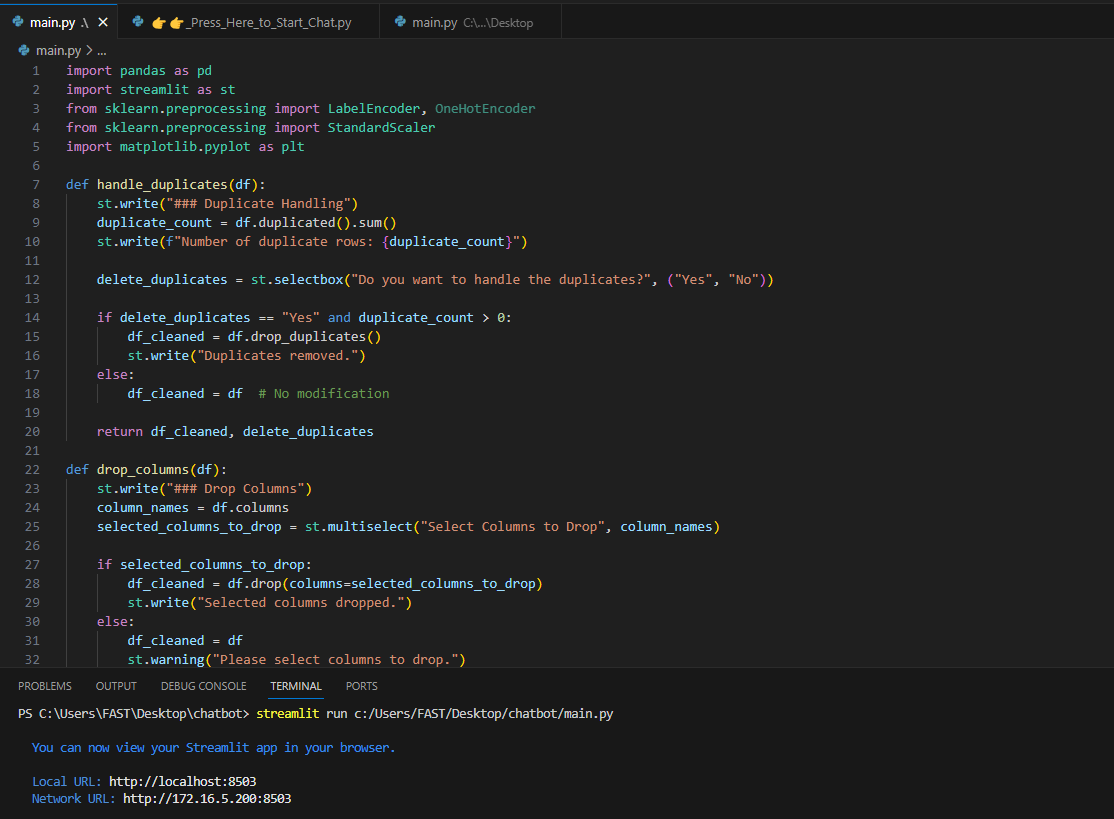 main.py .\ ✕ 👉👉_Press_Here_to_Start_Chat.py main.py C:\...\Desktop
main.py > ...
1 import pandas as pd
2 import streamlit as st
3 from sklearn.preprocessing import LabelEncoder, OneHotEncoder
4 from sklearn.preprocessing import StandardScaler
5 import matplotlib.pyplot as plt
6
7 def handle_duplicates(df):
8     st.write("### Duplicate Handling")
9     duplicate_count = df.duplicated().sum()
10     st.write(f"Number of duplicate rows: {duplicate_count}")
11
12     delete_duplicates = st.selectbox("Do you want to handle the duplicates?", ("Yes", "No"))
13
14     if delete_duplicates == "Yes" and duplicate_count > 0:
15         df_cleaned = df.drop_duplicates()
16         st.write("Duplicates removed.")
17     else:
18         df_cleaned = df  # No modification
19
20     return df_cleaned, delete_duplicates
21
22 def drop_columns(df):
23     st.write("### Drop Columns")
24     column_names = df.columns
25     selected_columns_to_drop = st.multiselect("Select Columns to Drop", column_names)
26
27     if selected_columns_to_drop:
28         df_cleaned = df.drop(columns=selected_columns_to_drop)
29         st.write("Selected columns dropped.")
30     else:
31         df_cleaned = df
32         st.warning("Please select columns to drop.")
PROBLEMS OUTPUT DEBUG CONSOLE TERMINAL PORTS
PS C:\Users\FAST\Desktop\chatbot> streamlit run c:/Users/FAST/Desktop/chatbot/main.py
You can now view your Streamlit app in your browser.
Local URL: http://localhost:8503
Network URL: http://172.16.5.200:8503